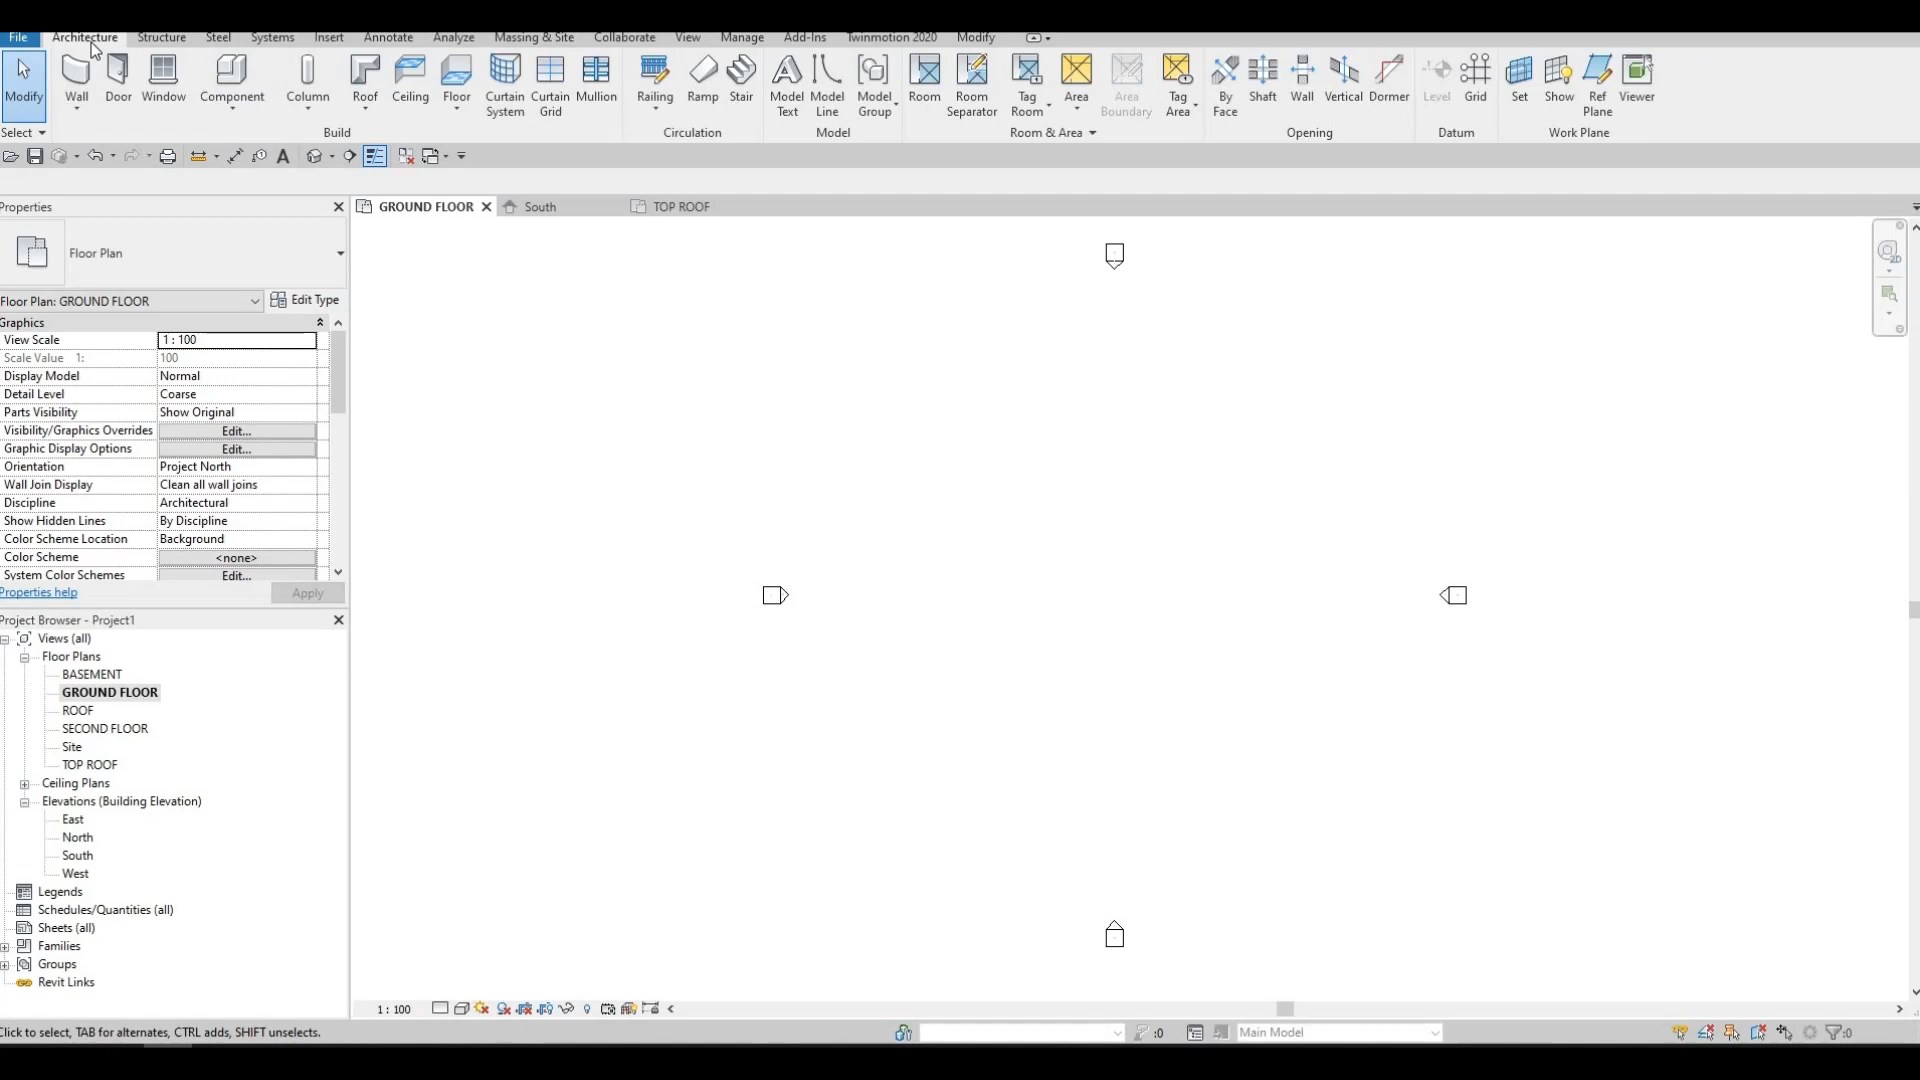 File Architecture Structure Steel Systems Insert Annotate Analyze Massing & Site Collaborate View Manage Add-Ins Twinmotion 2020 Modify
Modify Wall Door Window Component Column Roof Ceiling Floor Curtain System Curtain Grid Mullion Railing Ramp Stair Model Text Model Line Model Group Room Room Separator Tag Room Area Area Boundary Tag Area By Face Shaft Wall Vertical Dormer Level Grid Set Show Ref Plane Viewer
Select Build Circulation Model Room & Area Opening Datum Work Plane
Properties
GROUND FLOOR South TOP ROOF
Floor Plan
Floor Plan: GROUND FLOOR Edit Type
Graphics
View Scale 1 : 100
Scale Value 1: 100
Display Model Normal
Detail Level Coarse
Parts Visibility Show Original
Visibility/Graphics Overrides Edit...
Graphic Display Options Edit...
Orientation Project North
Wall Join Display Clean all wall joins
Discipline Architectural
Show Hidden Lines By Discipline
Color Scheme Location Background
Color Scheme <none>
System Color Schemes Edit...
Properties help Apply
Project Browser - Project1
Views (all)
Floor Plans
BASEMENT
GROUND FLOOR
ROOF
SECOND FLOOR
Site
TOP ROOF
Ceiling Plans
Elevations (Building Elevation)
East
North
South
West
Legends
Schedules/Quantities (all)
Sheets (all)
Families
Groups
Revit Links
1 : 100
Click to select, TAB for alternates, CTRL adds, SHIFT unselects. :0 Main Model :0